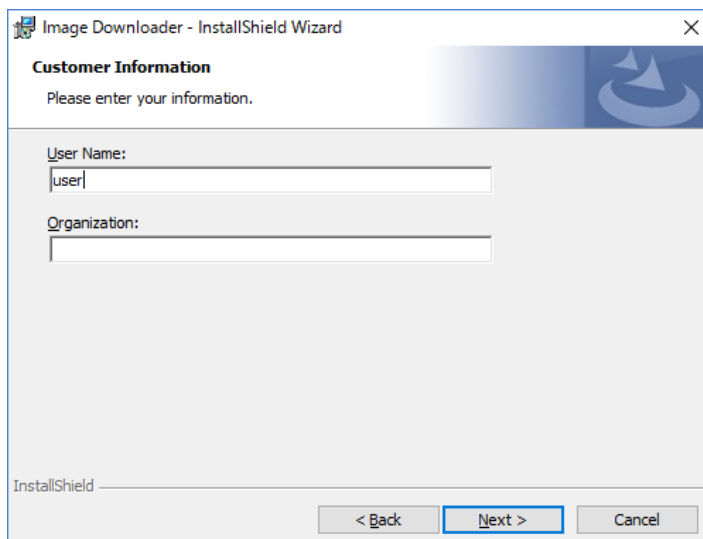 Image Downloader - InstallShield Wizard
Customer Information
Please enter your information.
User Name:
user
Organization:
InstallShield
< Back Next > Cancel